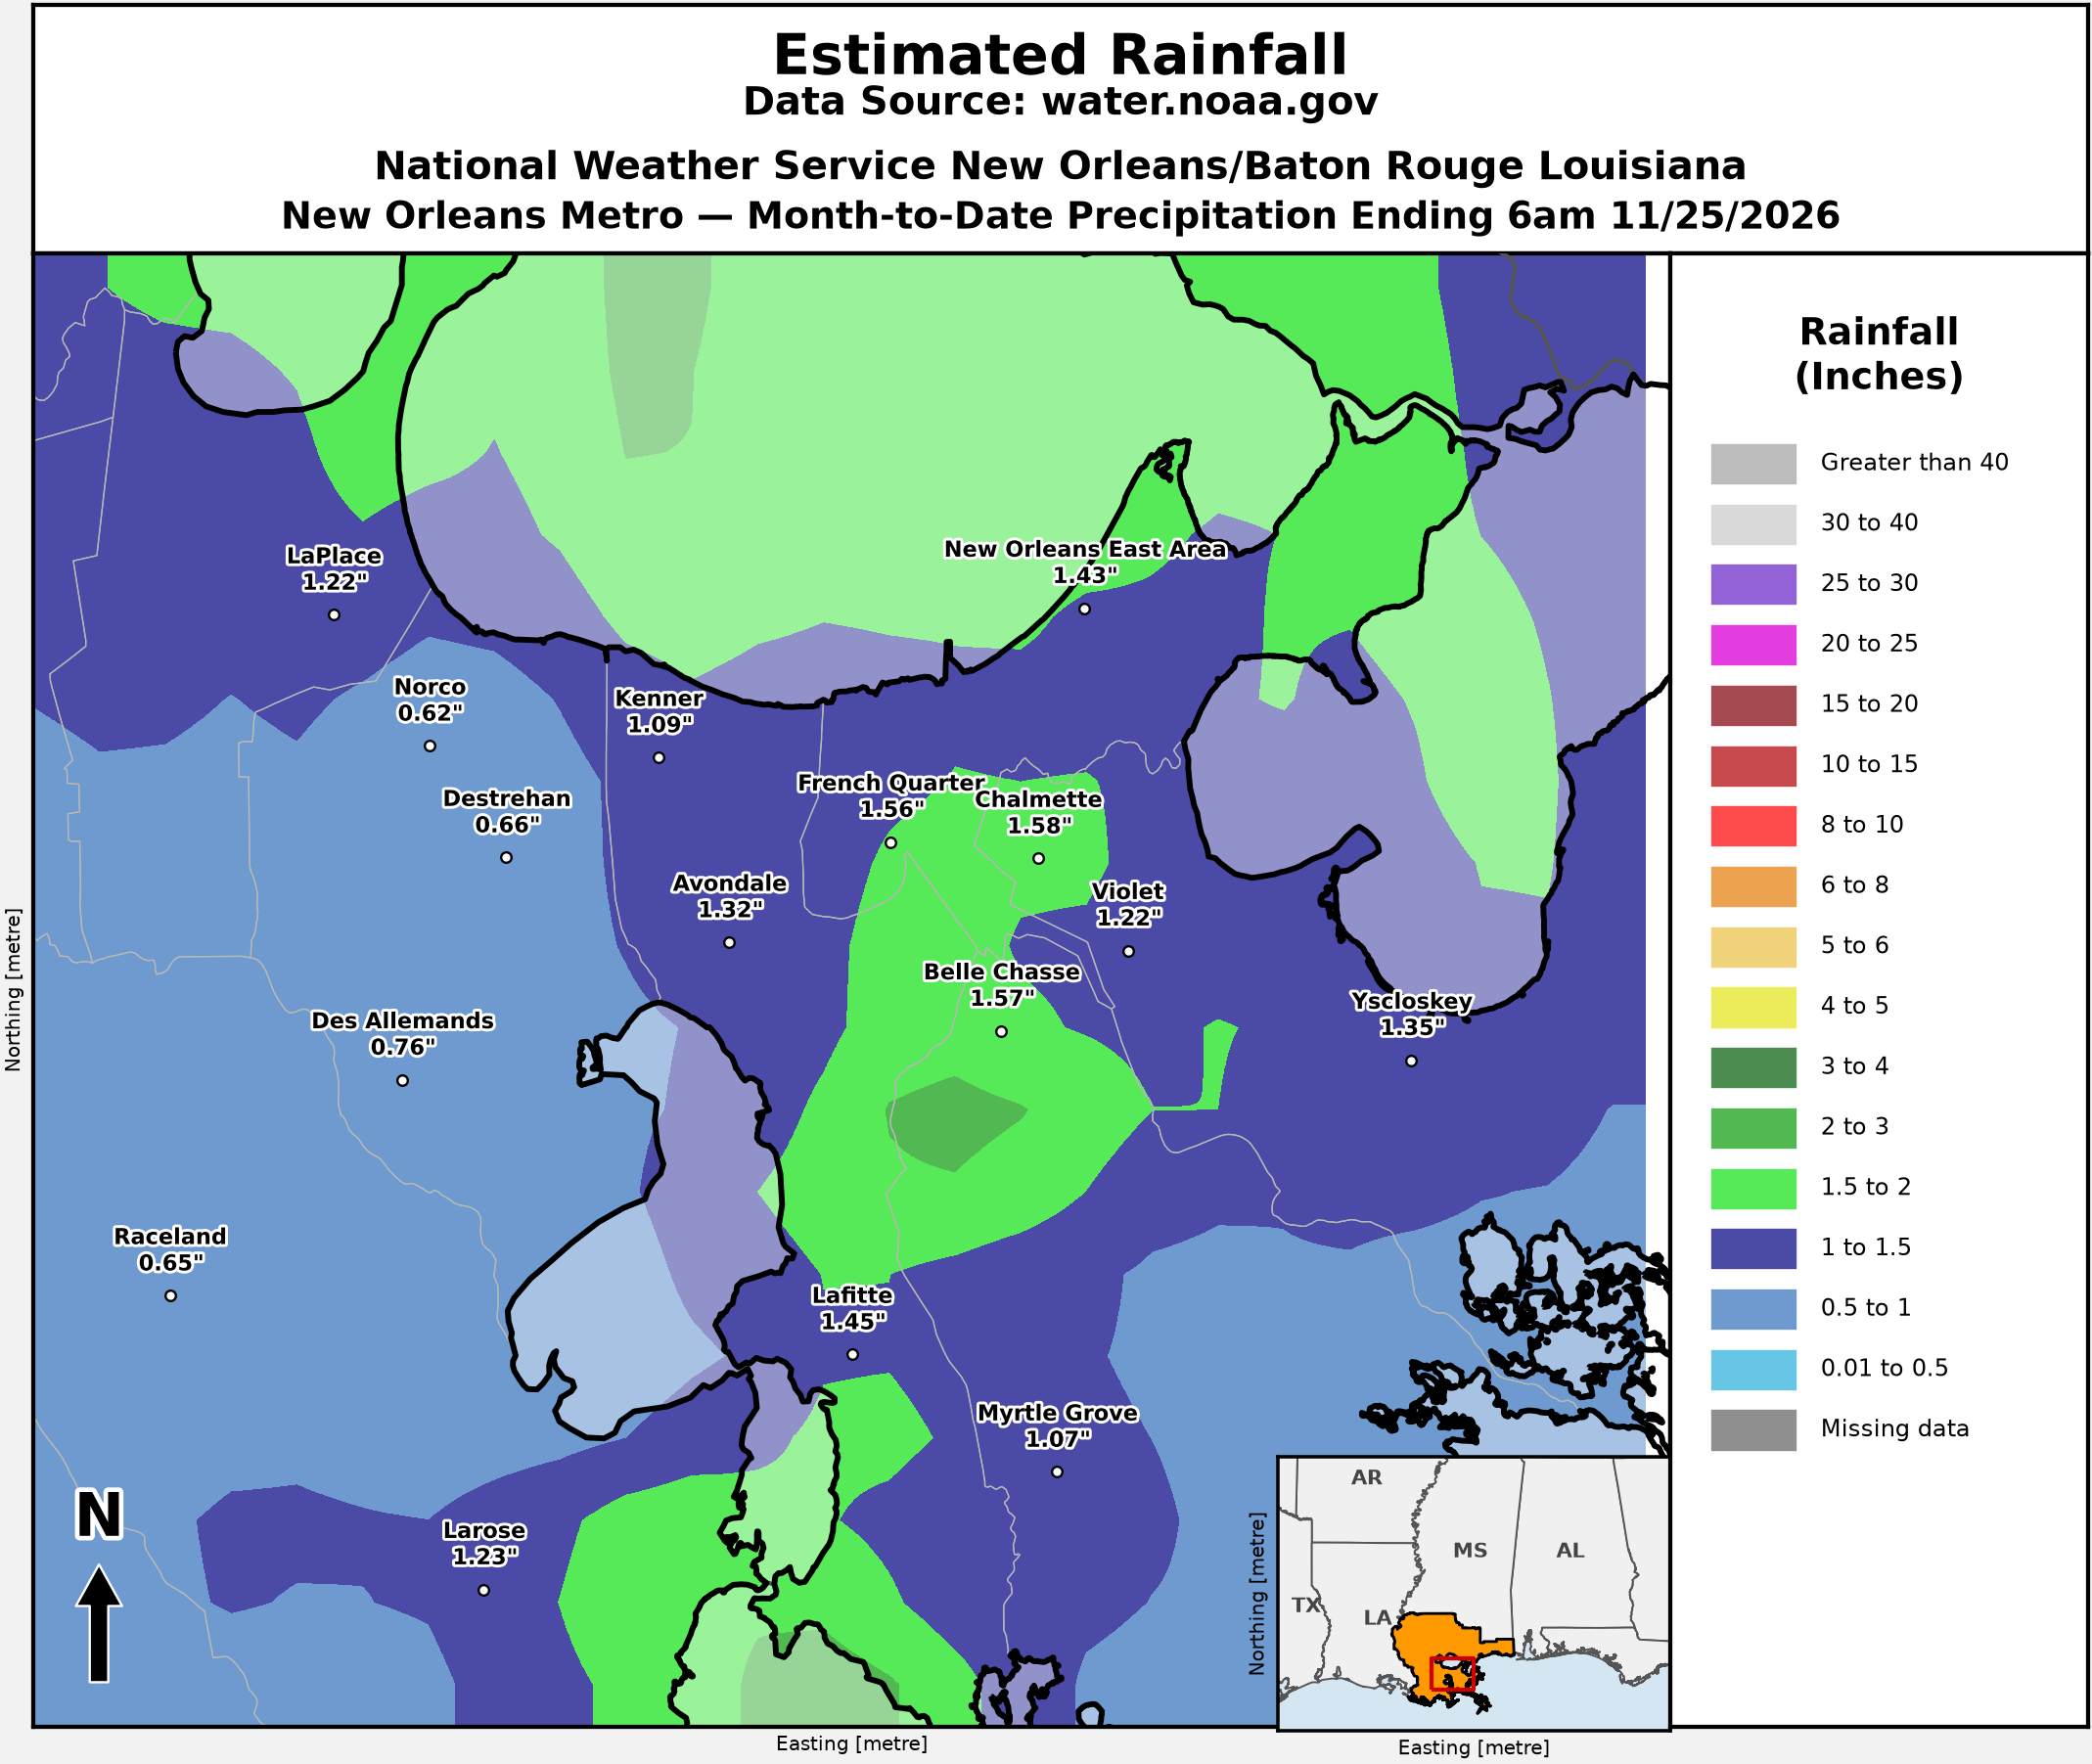 Estimated Rainfall
Data Source: water.noaa.gov
National Weather Service New Orleans/Baton Rouge Louisiana
New Orleans Metro — Month-to-Date Precipitation Ending 6am 11/25/2026
Rainfall
(Inches)
Greater than 40
30 to 40
25 to 30
20 to 25
15 to 20
10 to 15
8 to 10
6 to 8
5 to 6
4 to 5
3 to 4
2 to 3
1.5 to 2
1 to 1.5
0.5 to 1
0.01 to 0.5
Missing data
LaPlace
1.22"
New Orleans East Area
1.43"
Norco
0.62"
Kenner
1.09"
Destrehan
0.66"
French Quarter
1.56"
Chalmette
1.58"
Avondale
1.32"
Violet
1.22"
Belle Chasse
1.57"
Yscloskey
1.35"
Des Allemands
0.76"
Raceland
0.65"
Lafitte
1.45"
Myrtle Grove
1.07"
Larose
1.23"
N
Northing [metre]
Easting [metre]
AR
MS
AL
TX
LA
Northing [metre]
Easting [metre]